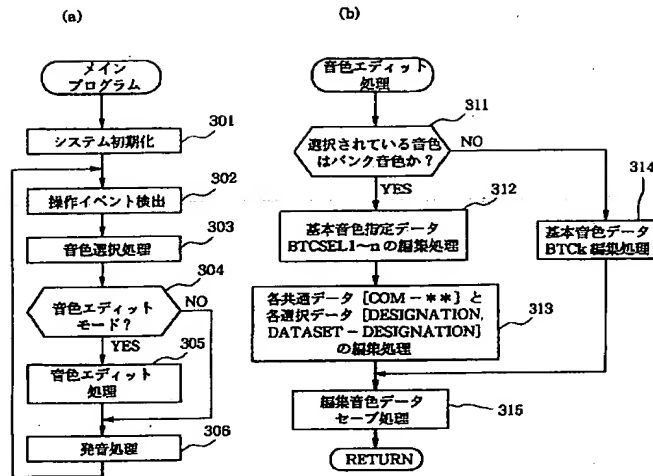 (a)
メイン
プログラム
301
システム初期化
302
操作イベント検出
303
音色選択処理
304
音色エディット
モード?
NO
YES
305
音色エディット
処理
306
発音処理
(b)
音色エディット
処理
311
選択されている音色
はバンク音色か?
NO
YES
312
基本音色指定データ
BTCSEL1~nの編集処理
314
基本音色データ
BTCk編集処理
各共通データ[COM-**]と
各選択データ[DESIGNATION,
DATASET-DESIGNATION]
の編集処理
313
編集音色データ
セーブ処理
315
RETURN